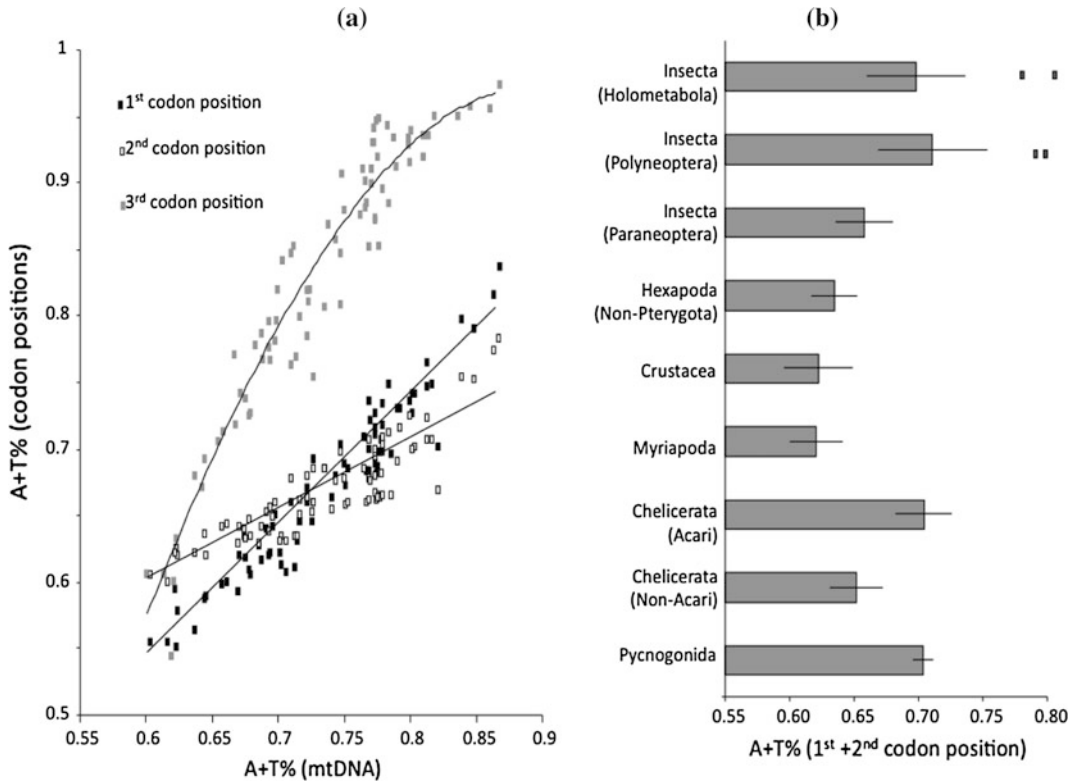 (a)
A+T% (codon positions)
1
0.9
0.8
0.7
0.6
0.5
1st codon position
2nd codon position
3rd codon position
0.55
0.6
0.65
0.7
0.75
0.8
0.85
0.9
A+T% (mtDNA)
(b)
Insecta
(Holometabola)
Insecta
(Polyneoptera)
Insecta
(Paraneoptera)
Hexapoda
(Non-Pterygota)
Crustacea
Myriapoda
Chelicerata
(Acari)
Chelicerata
(Non-Acari)
Pycnogonida
0.55
0.60
0.65
0.70
0.75
0.80
A+T% (1st +2nd codon position)